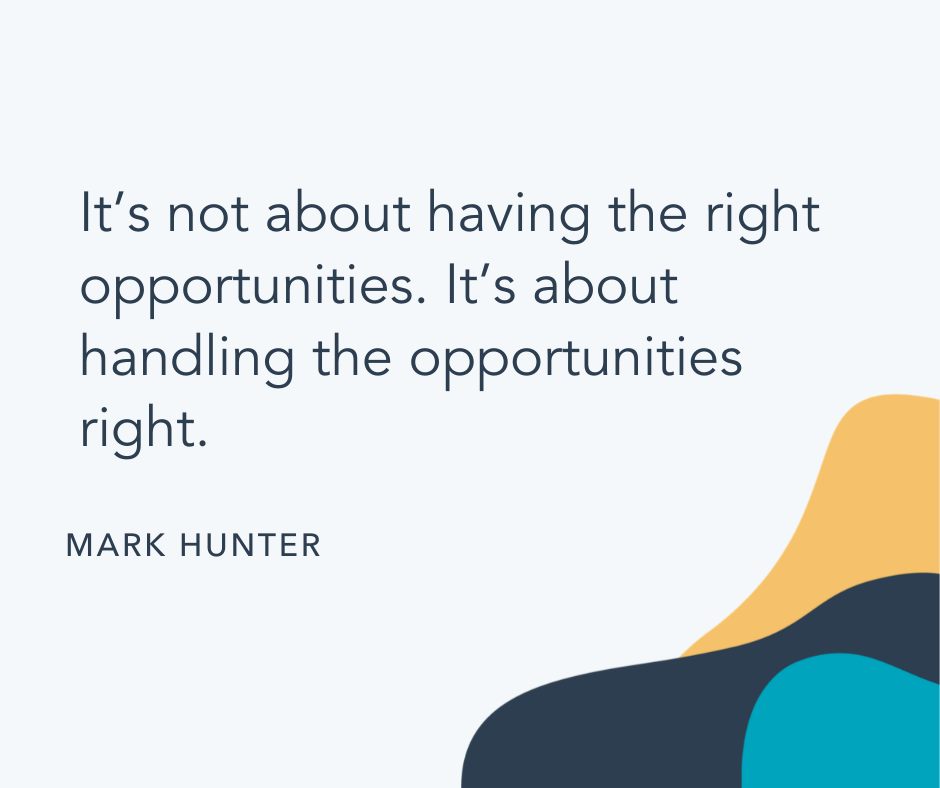 It’s not about having the right
opportunities. It’s about
handling the opportunities
right.
MARK HUNTER